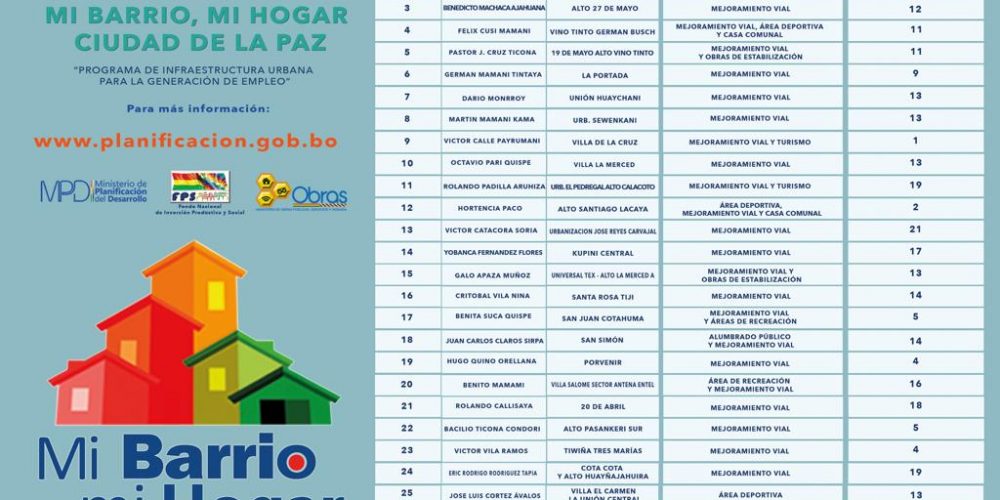 MI BARRIO, MI HOGAR
CIUDAD DE LA PAZ
"PROGRAMA DE INFRAESTRUCTURA URBANA
PARA LA GENERACIÓN DE EMPLEO"
Para más información:
www.planificacion.gob.bo
MPD Ministerio de
Planificación
del Desarrollo
FPS
Fondo Nacional
de Inversión Productiva y Social
Obras
Mi Barrio
mi Hogar
3 BENEDICTO MACHACA AJAHUANA ALTO 27 DE MAYO MEJORAMIENTO VIAL 12
4 FELIX CUSI MAMANI VINO TINTO GERMAN BUSCH MEJORAMIENTO VIAL, ÁREA DEPORTIVA
Y CASA COMUNAL 11
5 PASTOR J. CRUZ TICONA 19 DE MAYO ALTO VINO TINTO MEJORAMIENTO VIAL
Y OBRAS DE ESTABILIZACIÓN 11
6 GERMAN MAMANI TINTAYA LA PORTADA MEJORAMIENTO VIAL 9
7 DARIO MONRROY UNIÓN HUAYCHANI MEJORAMIENTO VIAL 13
8 MARTIN MAMANI KAMA URB. SEWENKANI MEJORAMIENTO VIAL 13
9 VICTOR CALLE PAYRUMANI VILLA DE LA CRUZ MEJORAMIENTO VIAL Y TURISMO 1
10 OCTAVIO PARI QUISPE VILLA LA MERCED MEJORAMIENTO VIAL 13
11 ROLANDO PADILLA ARUHIZA URB. EL PEDREGAL ALTO CALACOTO MEJORAMIENTO VIAL Y TURISMO 19
12 HORTENCIA PACO ALTO SANTIAGO LACAYA ÁREA DEPORTIVA,
MEJORAMIENTO VIAL Y CASA COMUNAL 2
13 VICTOR CATACORA SORIA URBANIZACION JOSE REYES CARVAJAL MEJORAMIENTO VIAL 21
14 YOBANCA FERNANDEZ FLORES KUPINI CENTRAL MEJORAMIENTO VIAL 17
15 GALO APAZA MUÑOZ UNIVERSAL TEX - ALTO LA MERCED A MEJORAMIENTO VIAL Y
OBRAS DE ESTABILIZACIÓN 13
16 CRITOBAL VILA NINA SANTA ROSA TIJI MEJORAMIENTO VIAL 14
17 BENITA SUCA QUISPE SAN JUAN COTAHUMA MEJORAMIENTO VIAL
Y ÁREAS DE RECREACIÓN 5
18 JUAN CARLOS CLAROS SIRPA SAN SIMÓN ALUMBRADO PÚBLICO
Y MEJORAMIENTO VIAL 14
19 HUGO QUINO ORELLANA PORVENIR MEJORAMIENTO VIAL 4
20 BENITO MAMAMI VILLA SALOME SECTOR ANTENA ENTEL ÁREA DE RECREACIÓN
Y MEJORAMIENTO VIAL 16
21 ROLANDO CALLISAYA 20 DE ABRIL MEJORAMIENTO VIAL 18
22 BACILIO TICONA CONDORI ALTO PASANKERI SUR MEJORAMIENTO VIAL 5
23 VICTOR VILA RAMOS TIWIÑA TRES MARÍAS MEJORAMIENTO VIAL 4
24 ERIC RODRIGO RODRIGUEZ TAPIA COTA COTA
Y ALTO HUAYÑAJAHUIRA MEJORAMIENTO VIAL 19
25 JOSE LUIS CORTEZ ÁVALOS VILLA EL CARMEN
LA UNIÓN CENTRAL ÁREA DEPORTIVA 13